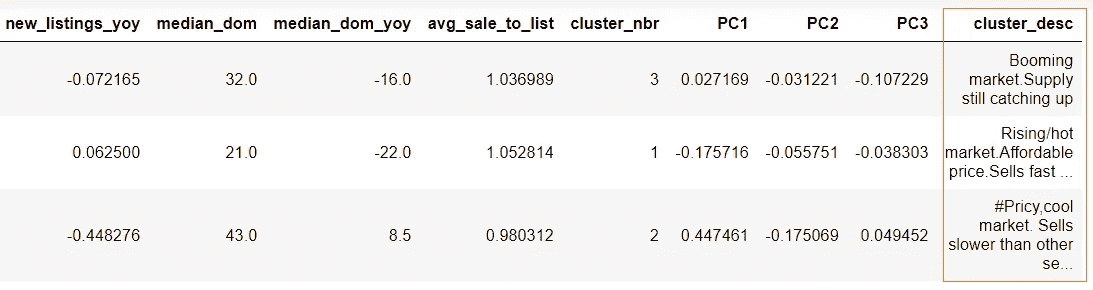 new_listings_yoy median_dom median_dom_yoy avg_sale_to_list cluster_nbr PC1 PC2 PC3 cluster_desc
-0.072165 32.0 -16.0 1.036989 3 0.027169 -0.031221 -0.107229 Booming
market.Supply
still catching up
0.062500 21.0 -22.0 1.052814 1 -0.175716 -0.055751 -0.038303 Rising/hot
market.Affordable
price.Sells fast ...
-0.448276 43.0 8.5 0.980312 2 0.447461 -0.175069 0.049452 #Pricy,cool
market. Sells
slower than other
se...